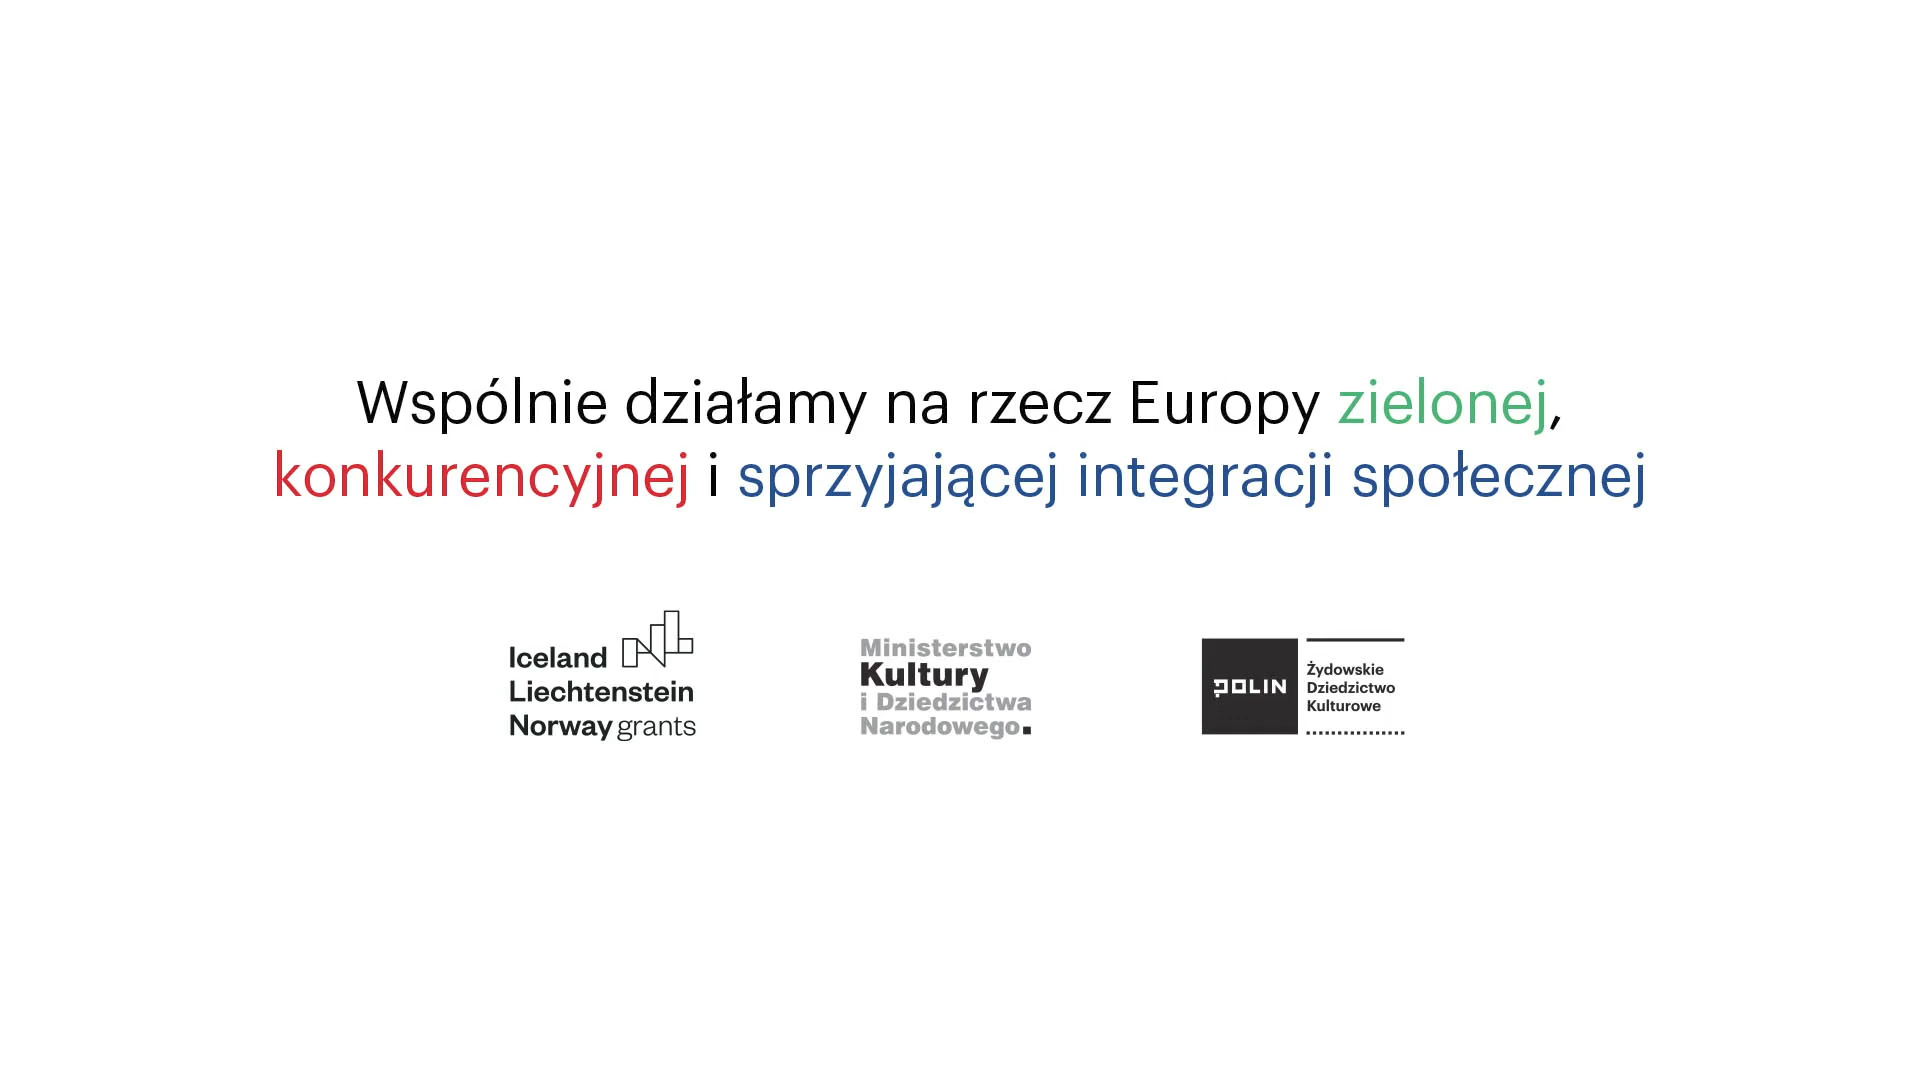 Wspólnie działamy na rzecz Europy zielonej,
konkurencyjnej i sprzyjającej integracji społecznej
Iceland
Liechtenstein
Norway grants
Ministerstwo
Kultury
i Dziedzictwa
Narodowego.
POLIN
Żydowskie
Dziedzictwo
Kulturowe